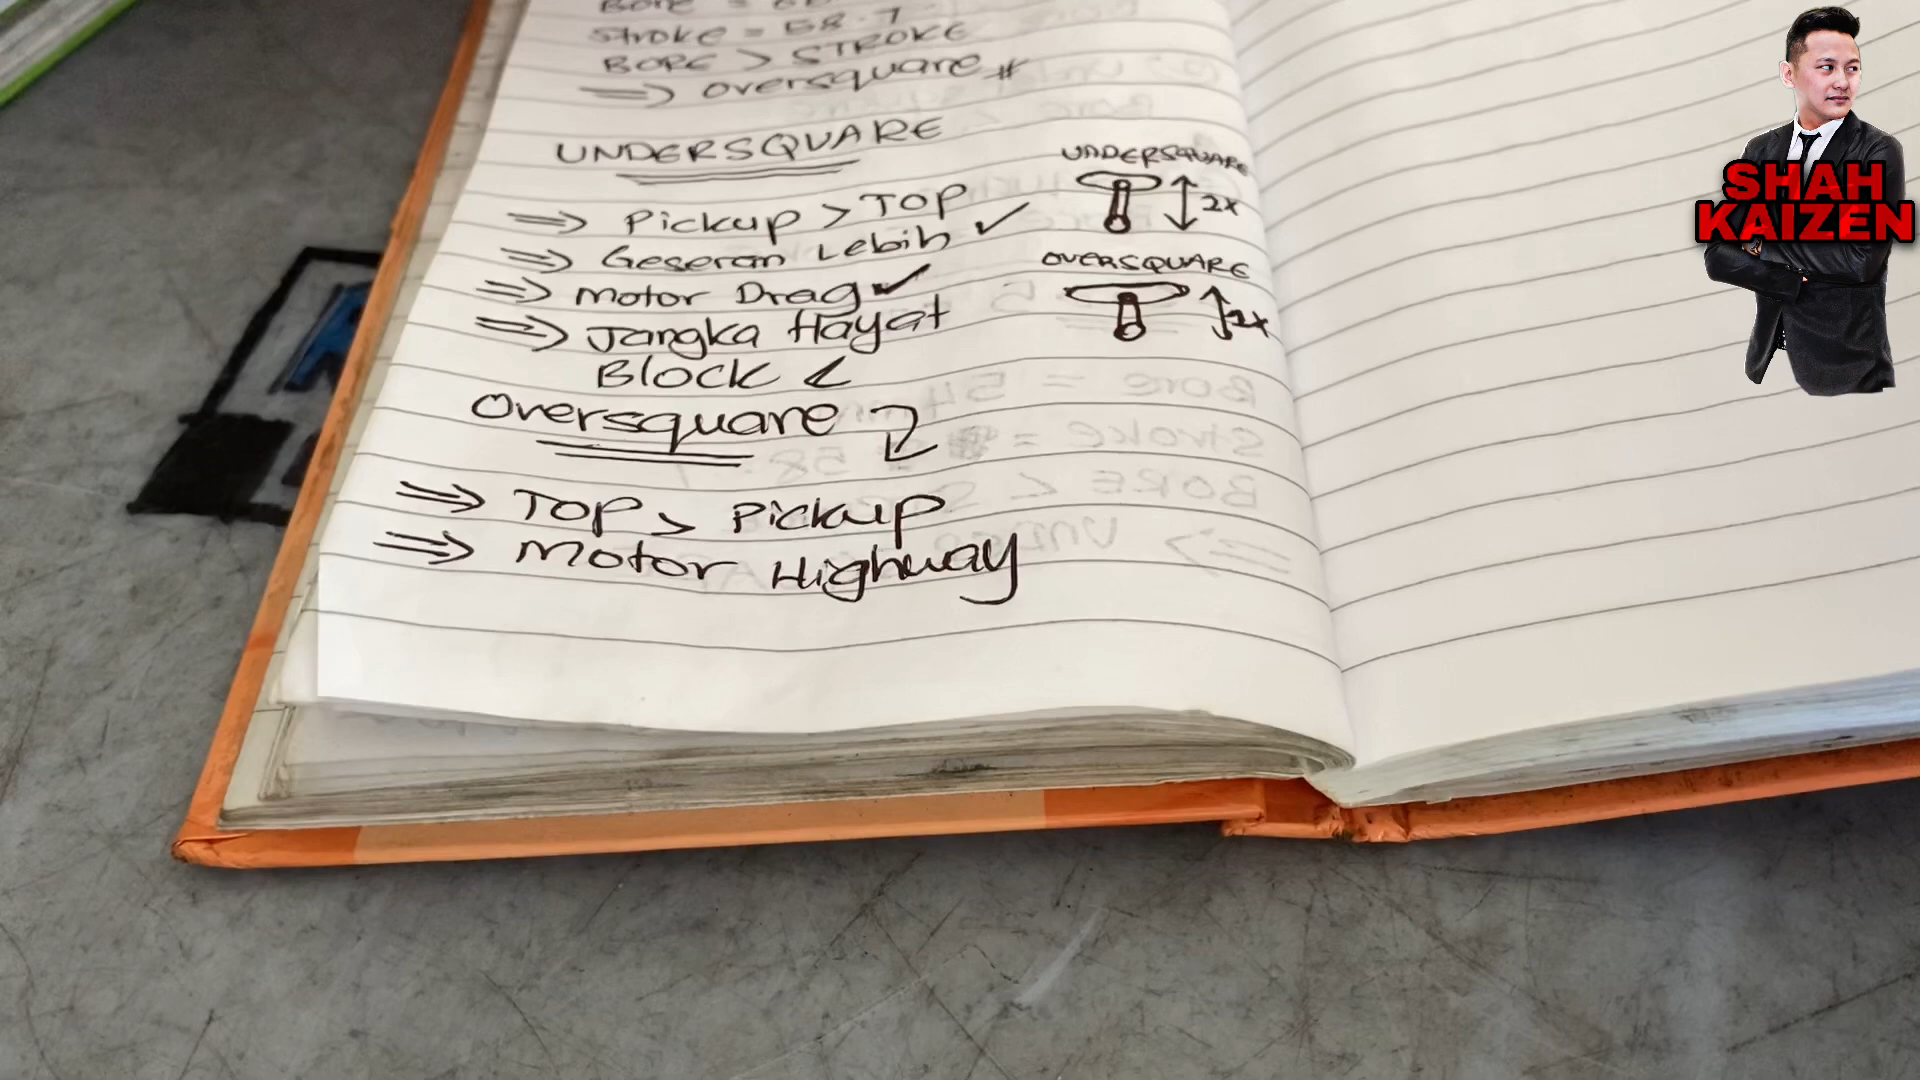 Bore =
Stroke = 58.7
BORE > STROKE
=> oversquare #
UNDERSQUARE
=> Pickup > TOP
=> Geseran Lebih ✓
=> Motor Drag ✓
=> Jangka Hayat
Block <
UNDERSQUARE
2x
OVERSQUARE
2x
Oversquare
=> TOP > Pickup
=> Motor Highway
SHAH
KAIZEN